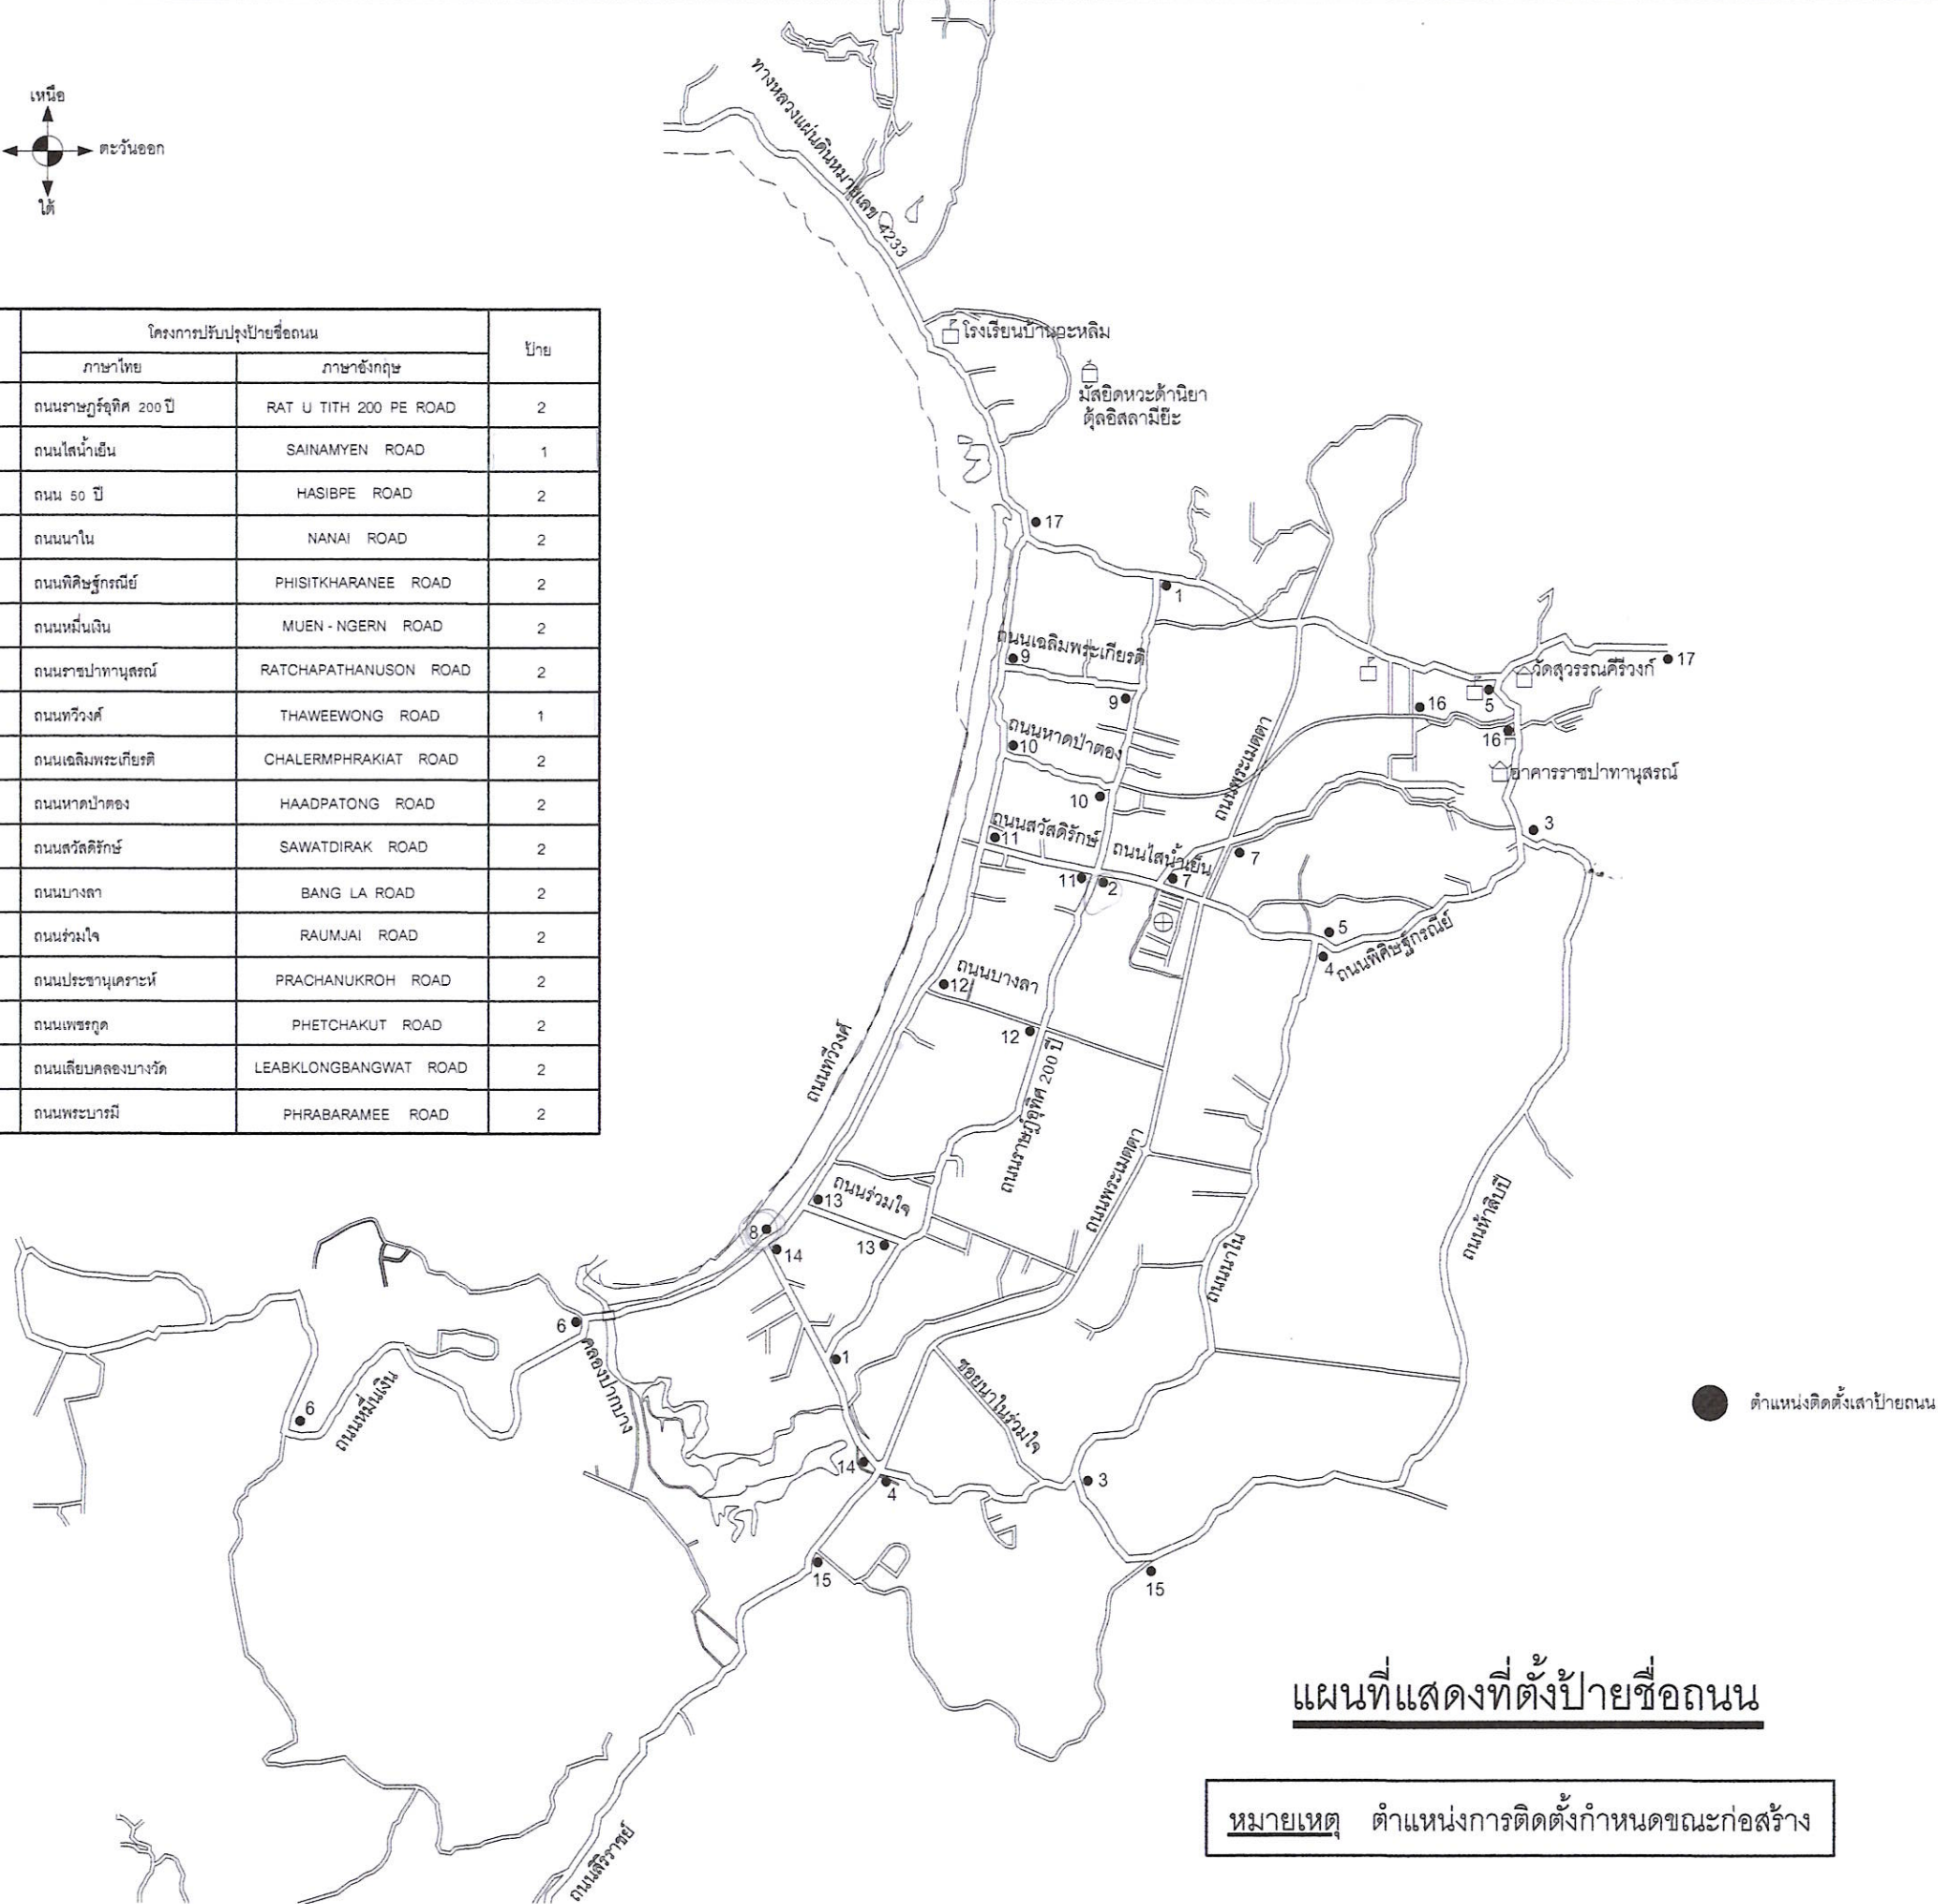 เหนือ
ตะวันออก
ใต้
โครงการปรับปรุงป้ายชื่อถนน ป้าย
ภาษาไทย ภาษาอังกฤษ
ถนนราษฎร์อุทิศ 200 ปี RAT U TITH 200 PE ROAD 2
ถนนไสน้ำเย็น SAINAMYEN ROAD 1
ถนน 50 ปี HASIBPE ROAD 2
ถนนนาใน NANAI ROAD 2
ถนนพิศิษฐ์กรณีย์ PHISITKHARANEE ROAD 2
ถนนหมื่นเงิน MUEN - NGERN ROAD 2
ถนนราชปาทานุสรณ์ RATCHAPATHANUSON ROAD 2
ถนนทวีวงศ์ THAWEEWONG ROAD 1
ถนนเฉลิมพระเกียรติ CHALERMPHRAKIAT ROAD 2
ถนนหาดป่าตอง HAADPATONG ROAD 2
ถนนสวัสดิรักษ์ SAWATDIRAK ROAD 2
ถนนบางลา BANG LA ROAD 2
ถนนร่วมใจ RAUMJAI ROAD 2
ถนนประชานุเคราะห์ PRACHANUKROH ROAD 2
ถนนเพชรกูด PHETCHAKUT ROAD 2
ถนนเลียบคลองบางวัด LEABKLONGBANGWAT ROAD 2
ถนนพระบารมี PHRABARAMEE ROAD 2
ทางหลวงแผ่นดินหมายเลข 4233
โรงเรียนบ้านกะหลิม
มัสยิดหวะด้านิยา
ตุ้ลอิสลามียะ
17
1
ถนนเฉลิมพระเกียรติ
9
17
วัดสุวรรณคีรีวงก์
5
9
16
16
ถนนหาดป่าตอง
10
ถนนพระเมตตา
อาคารราชปาทานุสรณ์
10
ถนนสวัสดิรักษ์
11
3
ถนนไสน้ำเย็น
7
7
11
2
5
4
ถนนพิศิษฐ์กรณีย์
ถนนบางลา
12
12
ถนนทวีวงศ์
ถนนราษฎ์อุทิศ 200 ปี
ถนนพระเมตตา
ถนนร่วมใจ
13
13
8
14
ถนนห้าสิบปี
ถนนนาใน
6
1
คลองปากบาง
ซอยนาในร่วมใจ
6
ถนนหมื่นเงิน
ตำแหน่งติดตั้งเสาป้ายถนน
14
4
3
15
15
แผนที่แสดงที่ตั้งป้ายชื่อถนน
หมายเหตุ ตำแหน่งการติดตั้งกำหนดขณะก่อสร้าง
ถนนสิริราชย์